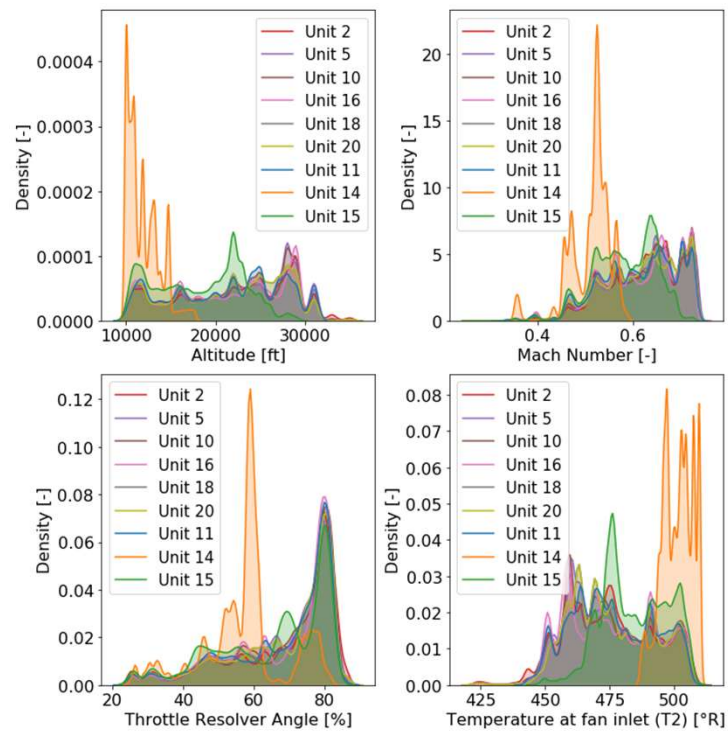 Density [-]
0.0004
0.0003
0.0002
0.0001
0.0000
10000 20000 30000
Altitude [ft]
Unit 2
Unit 5
Unit 10
Unit 16
Unit 18
Unit 20
Unit 11
Unit 14
Unit 15
Density [-]
20
15
10
5
0
0.4 0.6
Mach Number [-]
Unit 2
Unit 5
Unit 10
Unit 16
Unit 18
Unit 20
Unit 11
Unit 14
Unit 15
Density [-]
0.12
0.10
0.08
0.06
0.04
0.02
0.00
20 40 60 80
Throttle Resolver Angle [%]
Unit 2
Unit 5
Unit 10
Unit 16
Unit 18
Unit 20
Unit 11
Unit 14
Unit 15
Density [-]
0.08
0.07
0.06
0.05
0.04
0.03
0.02
0.01
0.00
425 450 475 500
Temperature at fan inlet (T2) [°R]
Unit 2
Unit 5
Unit 10
Unit 16
Unit 18
Unit 20
Unit 11
Unit 14
Unit 15